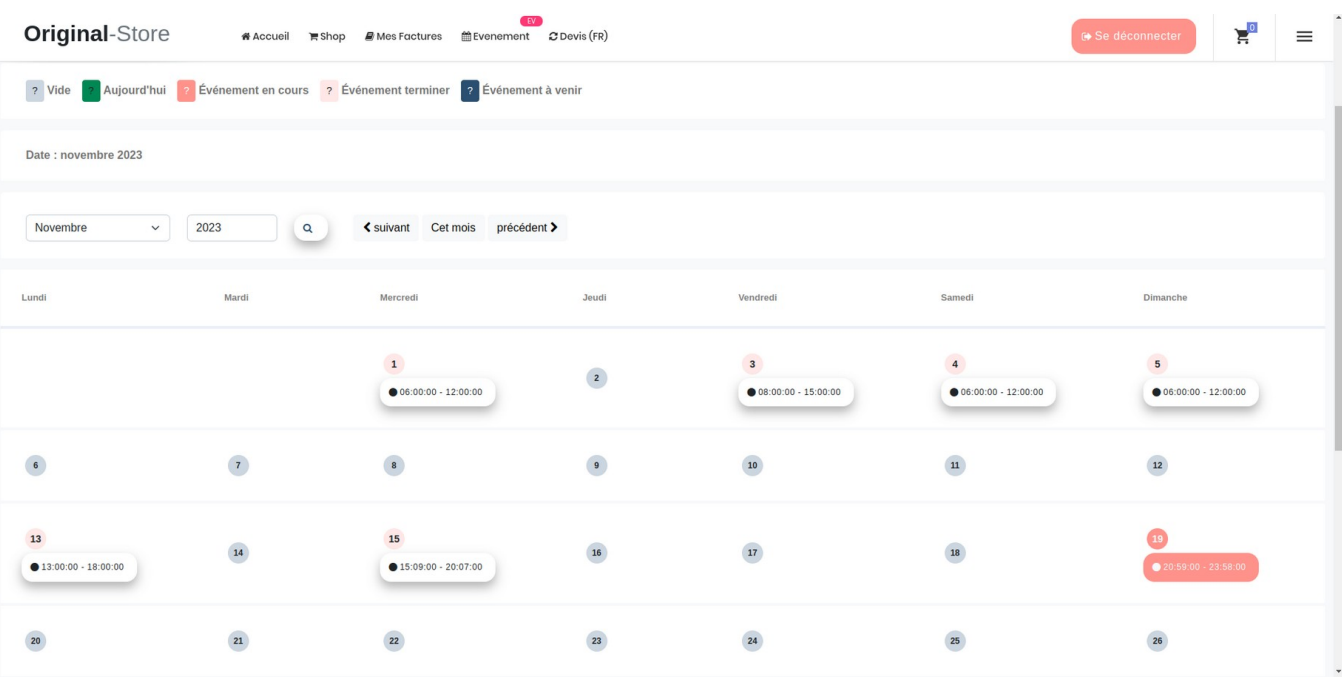 EV
Original-Store Accueil Shop Mes Factures Evenement Devis (FR) Se déconnecter 0
? Vide ? Aujourd'hui ? Événement en cours ? Événement terminer ? Événement à venir
Date : novembre 2023
Novembre 2023 suivant Cet mois précédent
Lundi Mardi Mercredi Jeudi Vendredi Samedi Dimanche
1 2 3 4 5
06:00:00 - 12:00:00 08:00:00 - 15:00:00 06:00:00 - 12:00:00 06:00:00 - 12:00:00
6 7 8 9 10 11 12
13 14 15 16 17 18 19
13:00:00 - 18:00:00 15:09:00 - 20:07:00 20:59:00 - 23:58:00
20 21 22 23 24 25 26